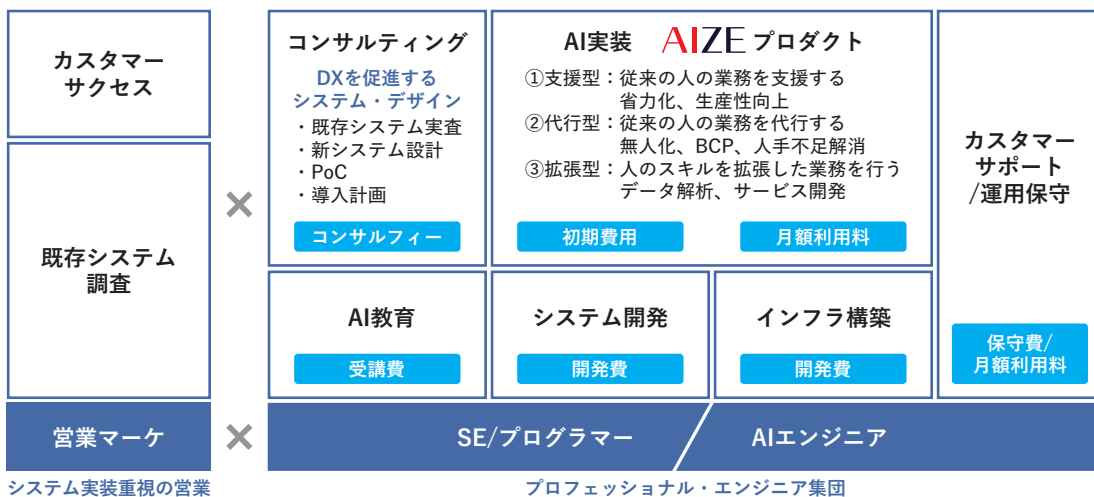 カスタマー
サクセス
既存システム
調査
営業マーケ
システム実装重視の営業
×
×
コンサルティング
DXを促進する
システム・デザイン
・既存システム実査
・新システム設計
・PoC
・導入計画
コンサルフィー
AI実装 AIZE プロダクト
①支援型：従来の人の業務を支援する
省力化、生産性向上
②代行型：従来の人の業務を代行する
無人化、BCP、人手不足解消
③拡張型：人のスキルを拡張した業務を行う
データ解析、サービス開発
初期費用
月額利用料
AI教育
受講費
システム開発
開発費
インフラ構築
開発費
カスタマー
サポート
/運用保守
保守費/
月額利用料
SE/プログラマー
AIエンジニア
プロフェッショナル・エンジニア集団